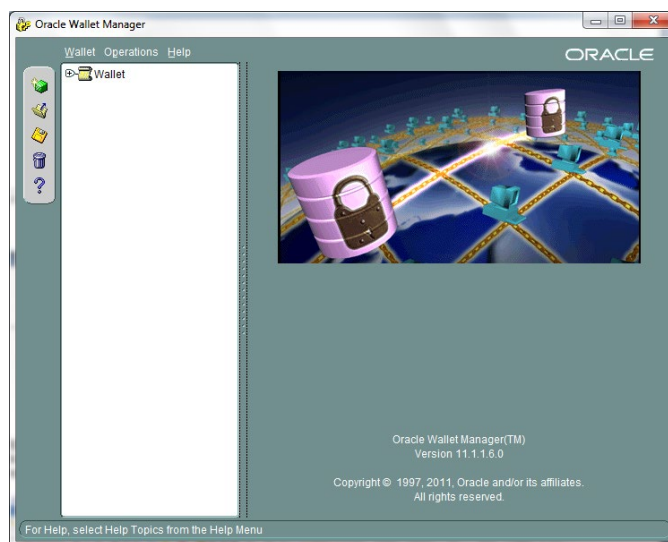 Oracle Wallet Manager
Wallet Operations Help
ORACLE
Wallet
?
Oracle Wallet Manager(TM)
Version 11.1.1.6.0
Copyright © 1997, 2011, Oracle and/or its affiliates.
All rights reserved.
For Help, select Help Topics from the Help Menu